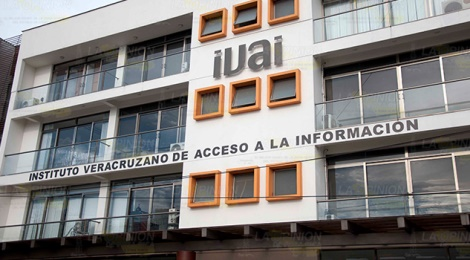 ivai
INSTITUTO VERACRUZANO DE ACCESO A LA INFORMACION